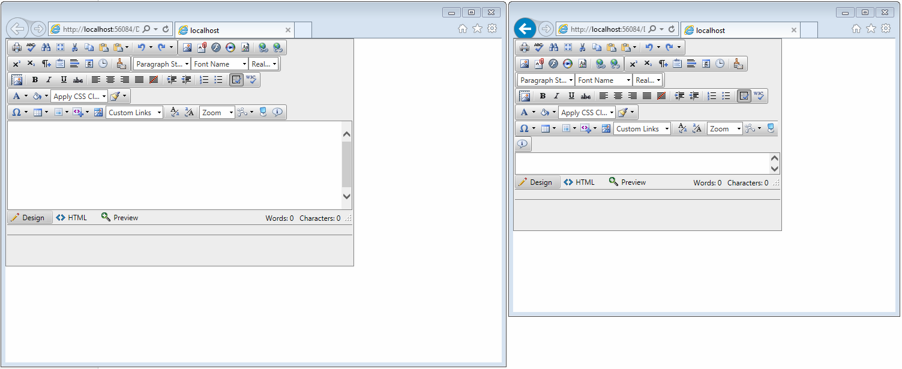 http://localhost:56084/D
localhost
Paragraph St...
Font Name
Real...
B I U abc
A
Apply CSS Cl...
Ω
Custom Links
Zoom
Design
HTML
Preview
Words: 0 Characters: 0
http://localhost:56084/I
localhost
Paragraph St...
Font Name
Real...
B I U abc
A
Apply CSS Cl...
Ω
Custom Links
Zoom
Design
HTML
Preview
Words: 0 Characters: 0